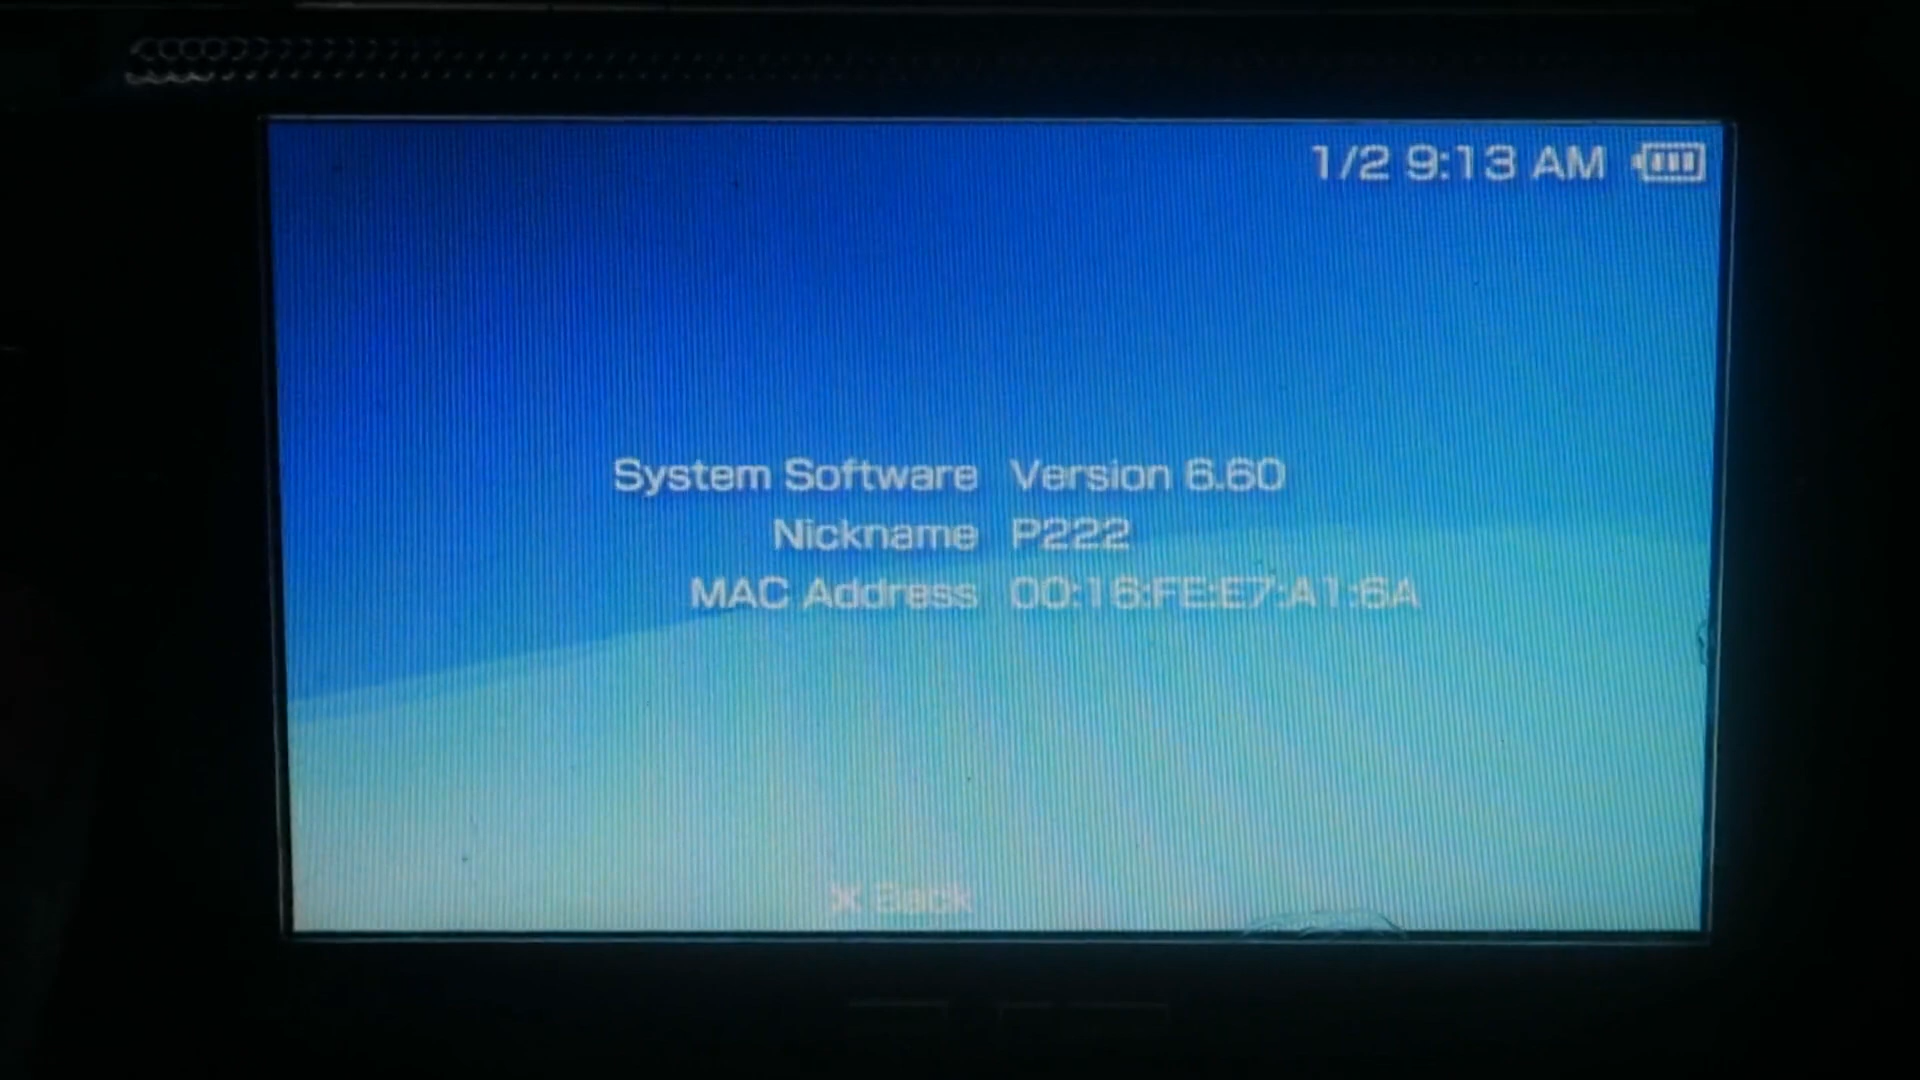 1/2 9:13 AM
System Software Version 6.60
Nickname P222
MAC Address 00:16:FE:E7:A1:6A
X Back